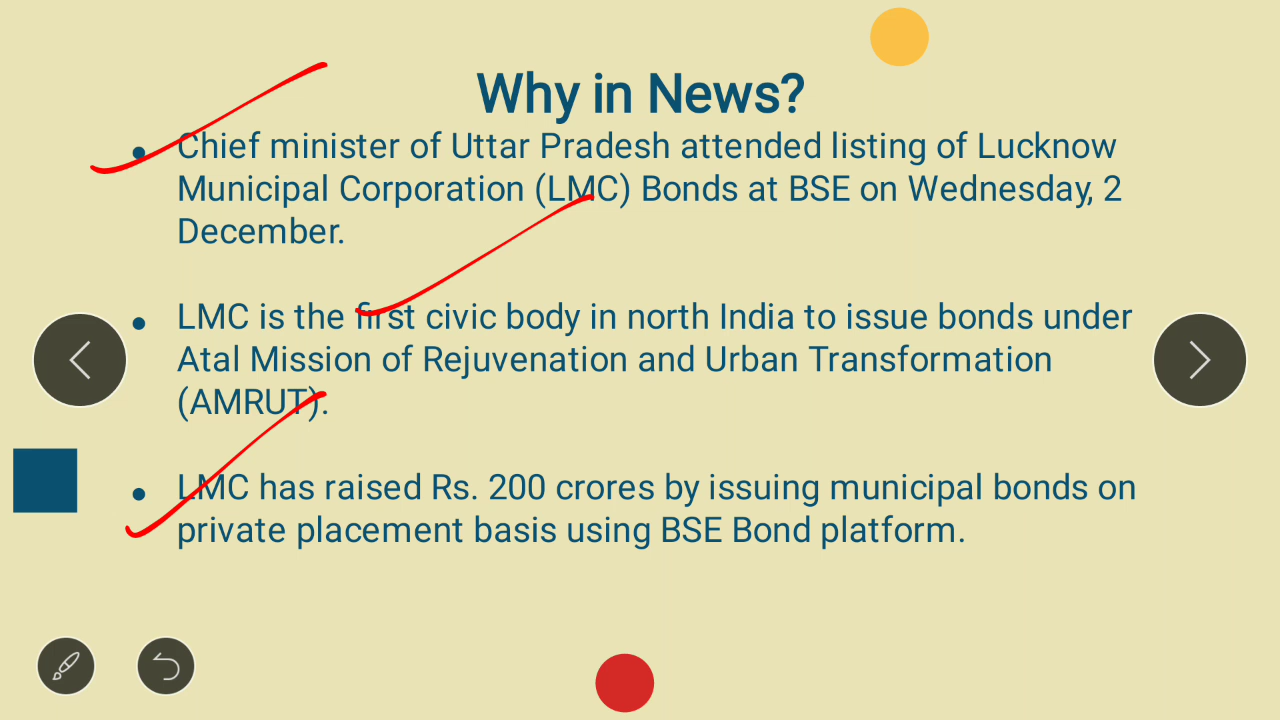 Why in News?
• Chief minister of Uttar Pradesh attended listing of Lucknow
Municipal Corporation (LMC) Bonds at BSE on Wednesday, 2
December.
• LMC is the first civic body in north India to issue bonds under
Atal Mission of Rejuvenation and Urban Transformation
(AMRUT).
• LMC has raised Rs. 200 crores by issuing municipal bonds on
private placement basis using BSE Bond platform.